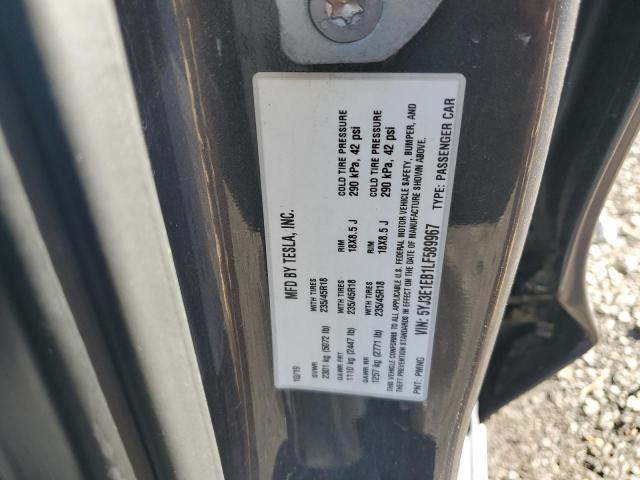 10/19 MFD BY TESLA, INC.
GVWR WITH TIRES RIM COLD TIRE PRESSURE
2301 kg (5072 lb) 235/45R18 18X8.5 J 290 kPa, 42 psi
GAWR FRT WITH TIRES RIM COLD TIRE PRESSURE
1110 kg (2447 lb) 235/45R18 18X8.5 J 290 kPa, 42 psi
GAWR RR
1257 kg (2771 lb)
THIS VEHICLE CONFORMS TO ALL APPLICABLE U.S. FEDERAL MOTOR VEHICLE SAFETY, BUMPER, AND
THEFT PREVENTION STANDARDS IN EFFECT ON THE DATE OF MANUFACTURE SHOWN ABOVE.
VIN: 5YJ3E1EB1LF589967 TYPE: PASSENGER CAR
PNT: PMNG